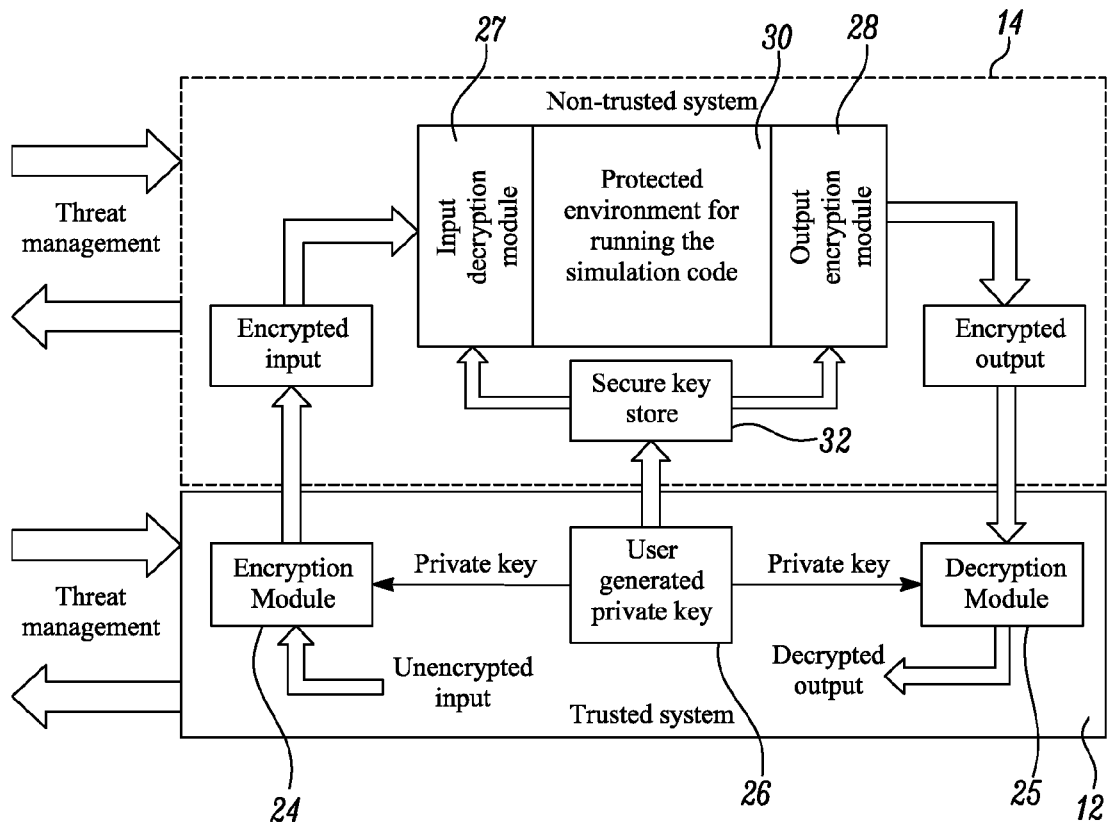 27
30
28
14
Non-trusted system
Threat
management
Input
decryption
module
Protected
environment for
running the
simulation code
Output
encryption
module
Encrypted
input
Encrypted
output
Secure key
store
32
Threat
management
Encryption
Module
Private key
User
generated
private key
Private key
Decryption
Module
Unencrypted
input
Decrypted
output
Trusted system
24
26
25
12